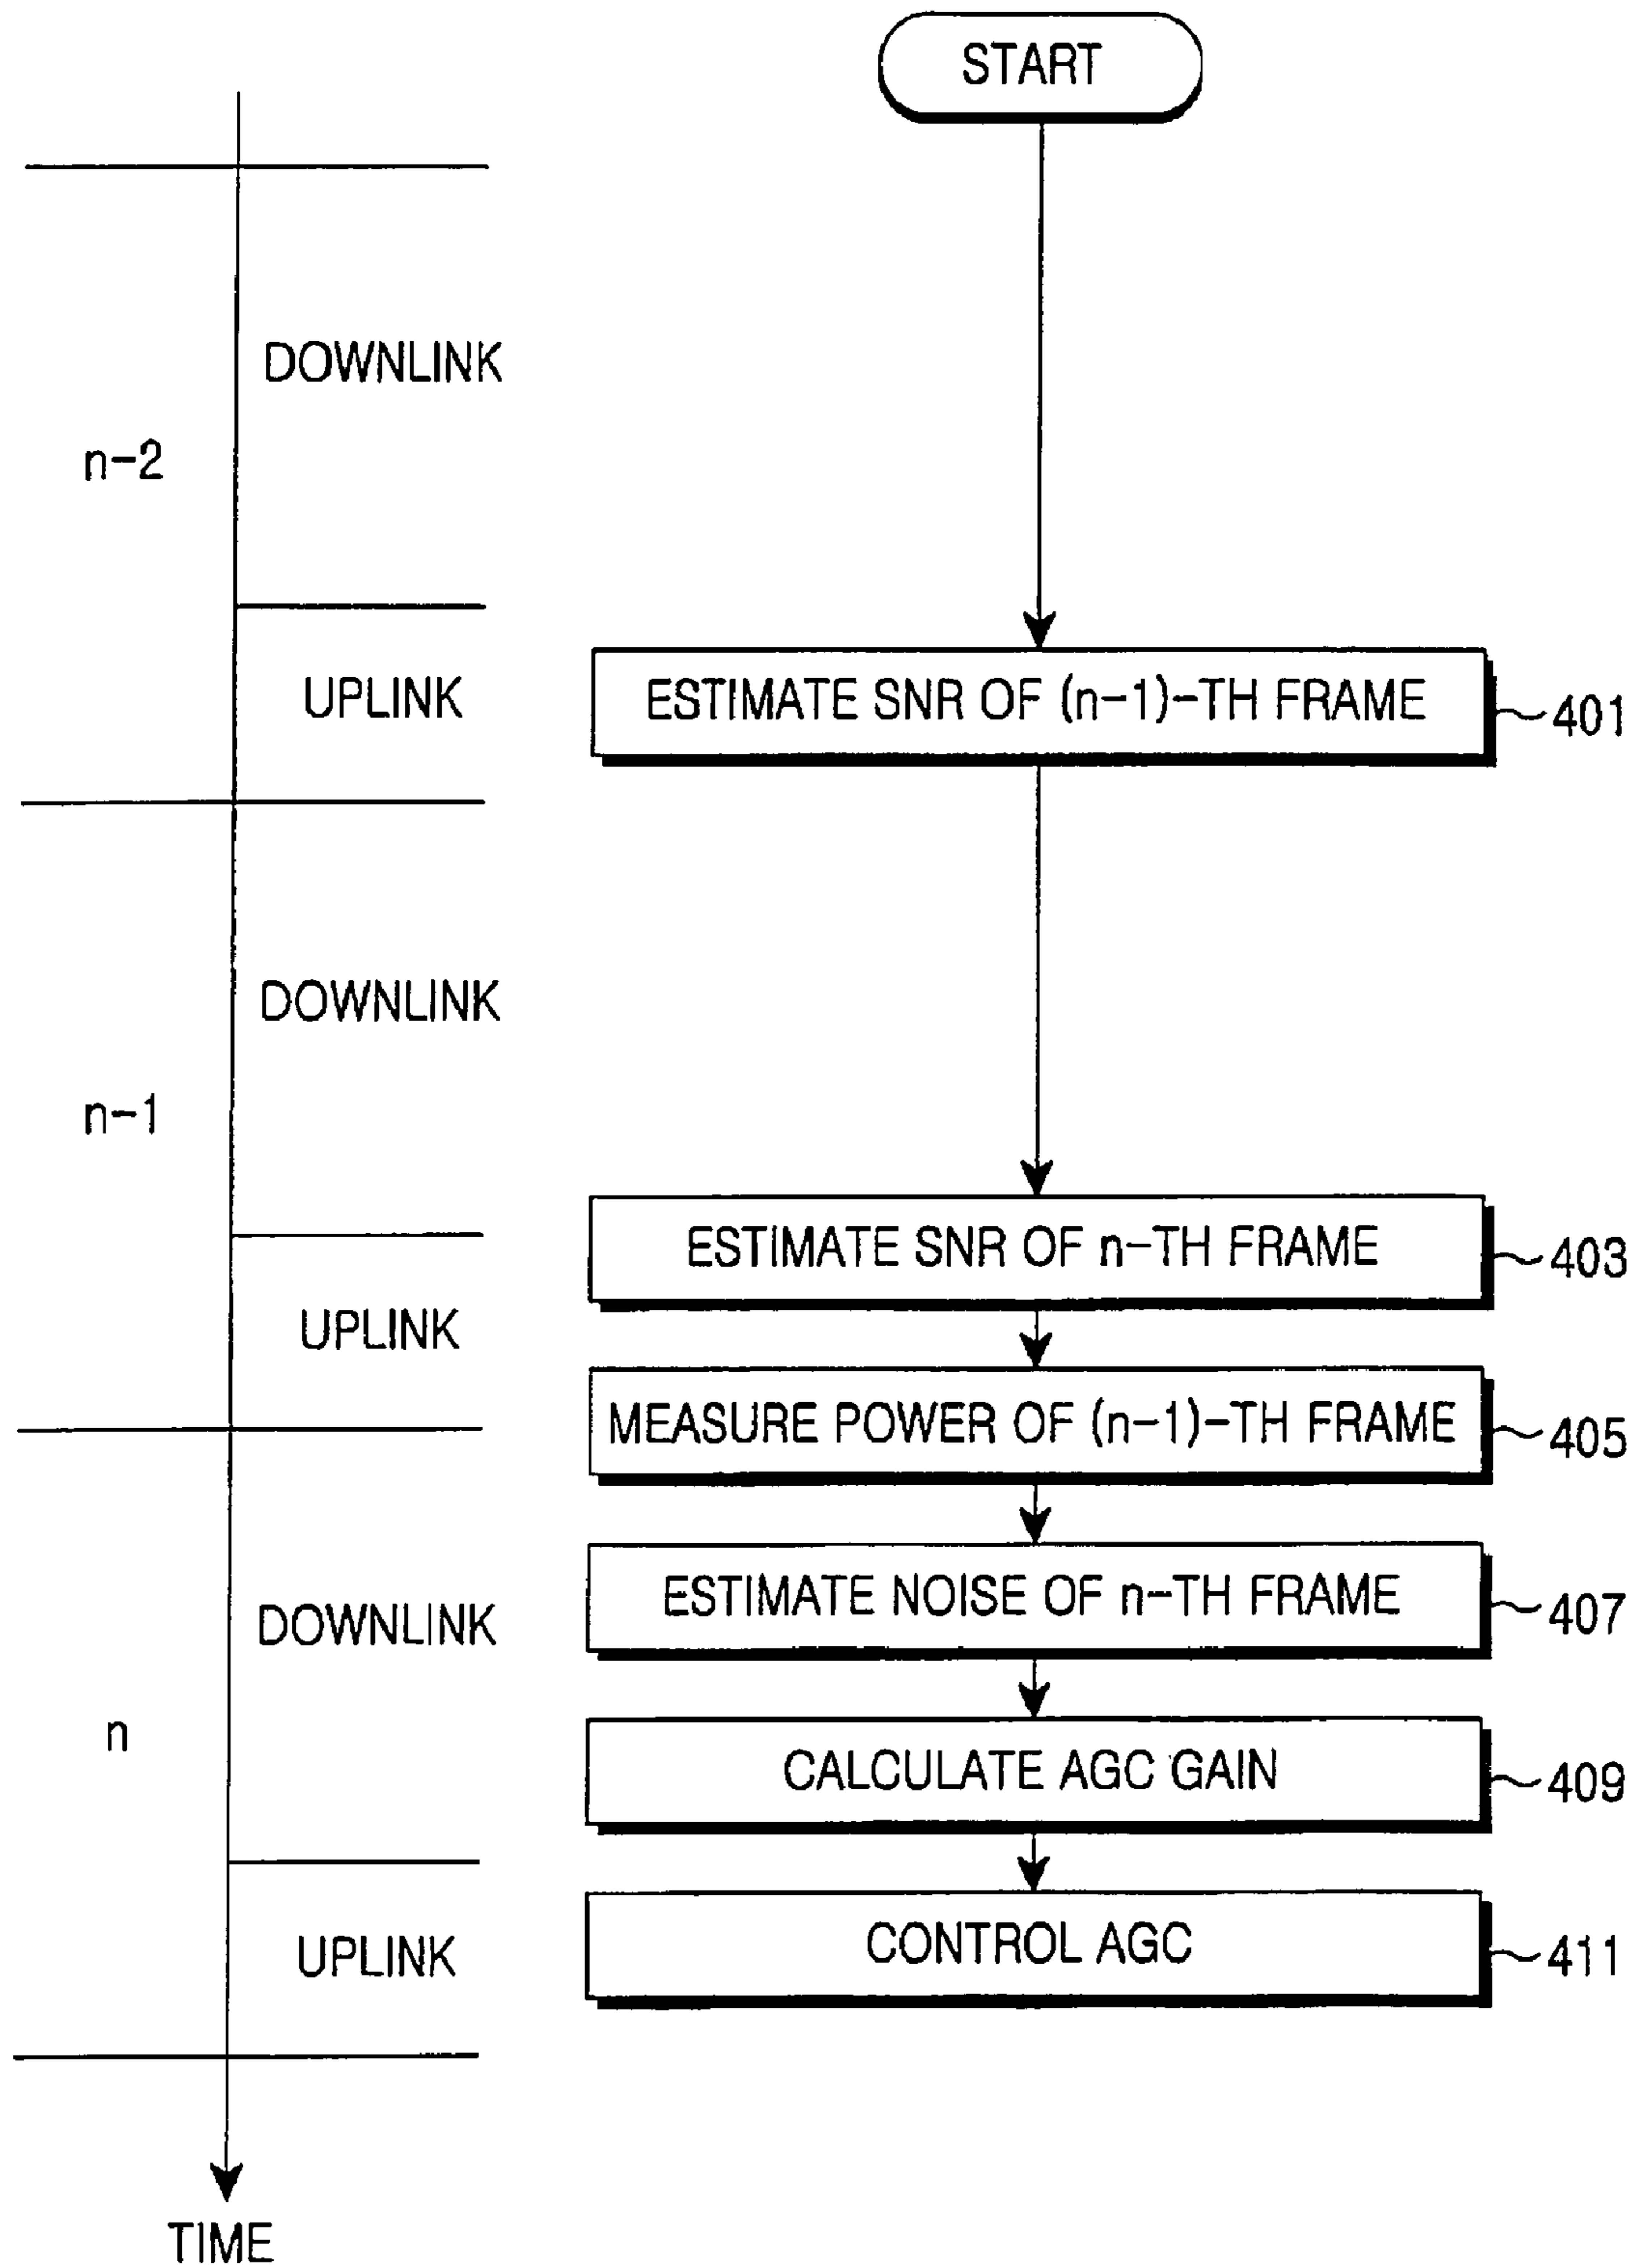 START
DOWNLINK
n-2
UPLINK
ESTIMATE SNR OF (n-1)-TH FRAME
401
DOWNLINK
n-1
ESTIMATE SNR OF n-TH FRAME
403
UPLINK
MEASURE POWER OF (n-1)-TH FRAME
405
ESTIMATE NOISE OF n-TH FRAME
407
DOWNLINK
n
CALCULATE AGC GAIN
409
UPLINK
CONTROL AGC
411
TIME